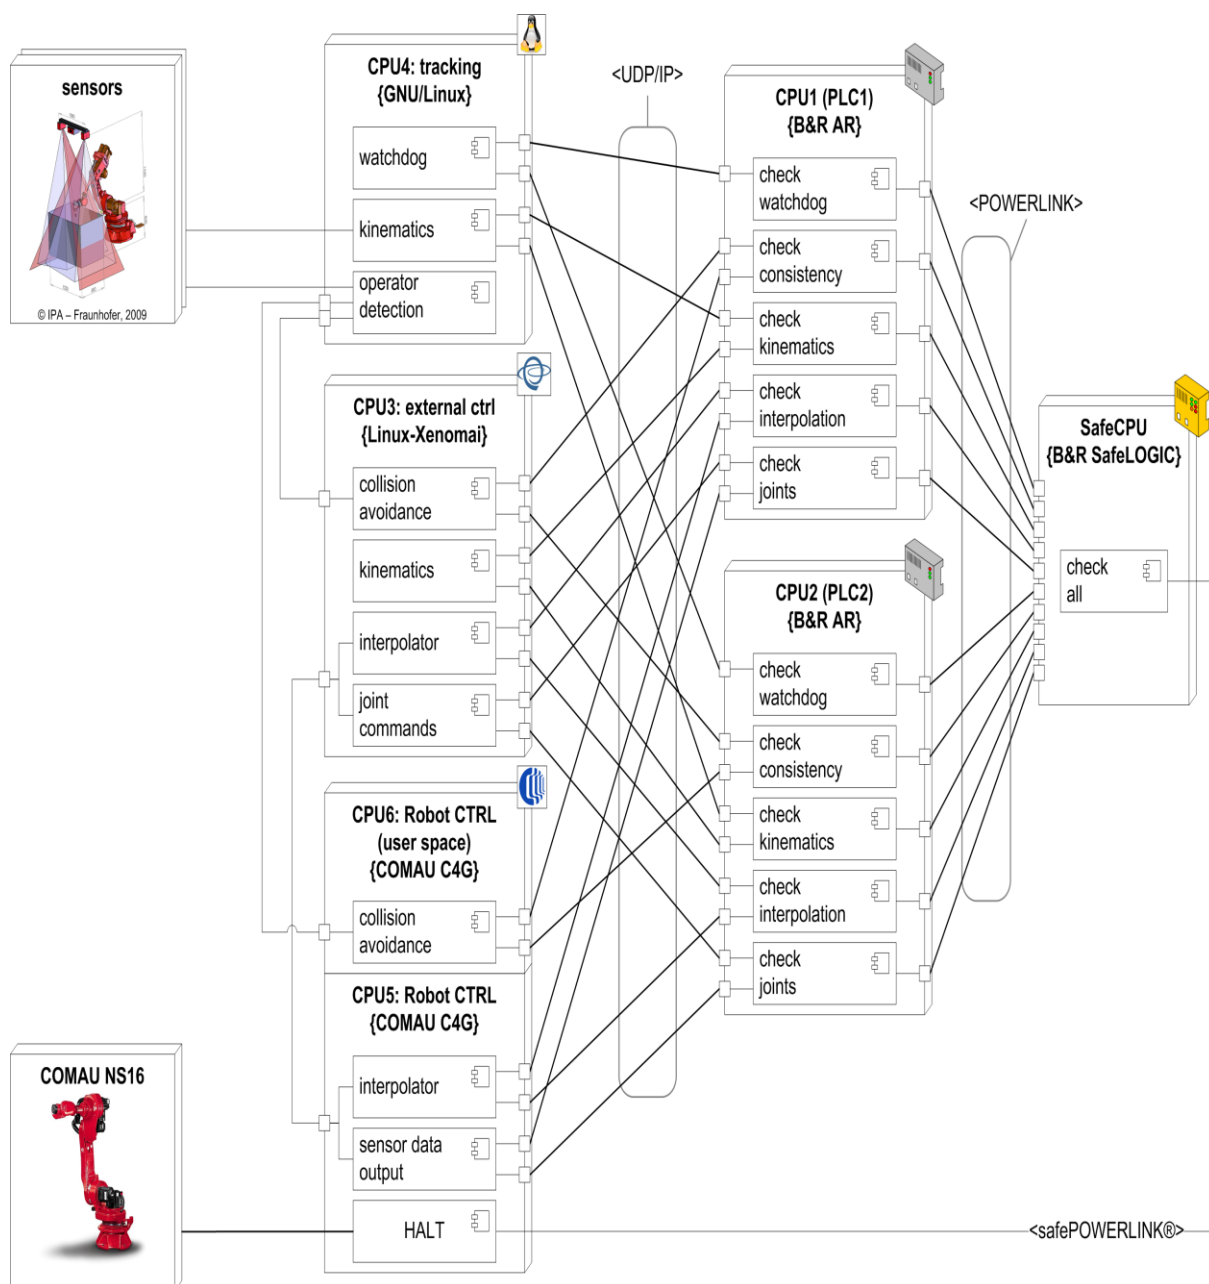 sensors
© IPA – Fraunhofer, 2009
CPU4: tracking
{GNU/Linux}
watchdog
kinematics
operator
detection
CPU3: external ctrl
{Linux-Xenomai}
collision
avoidance
kinematics
interpolator
joint
commands
CPU6: Robot CTRL
(user space)
{COMAU C4G}
collision
avoidance
CPU5: Robot CTRL
{COMAU C4G}
interpolator
sensor data
output
HALT
COMAU NS16
<UDP/IP>
CPU1 (PLC1)
{B&R AR}
check
watchdog
check
consistency
check
kinematics
check
interpolation
check
joints
CPU2 (PLC2)
{B&R AR}
check
watchdog
check
consistency
check
kinematics
check
interpolation
check
joints
<POWERLINK>
SafeCPU
{B&R SafeLOGIC}
check
all
<safePOWERLINK®>